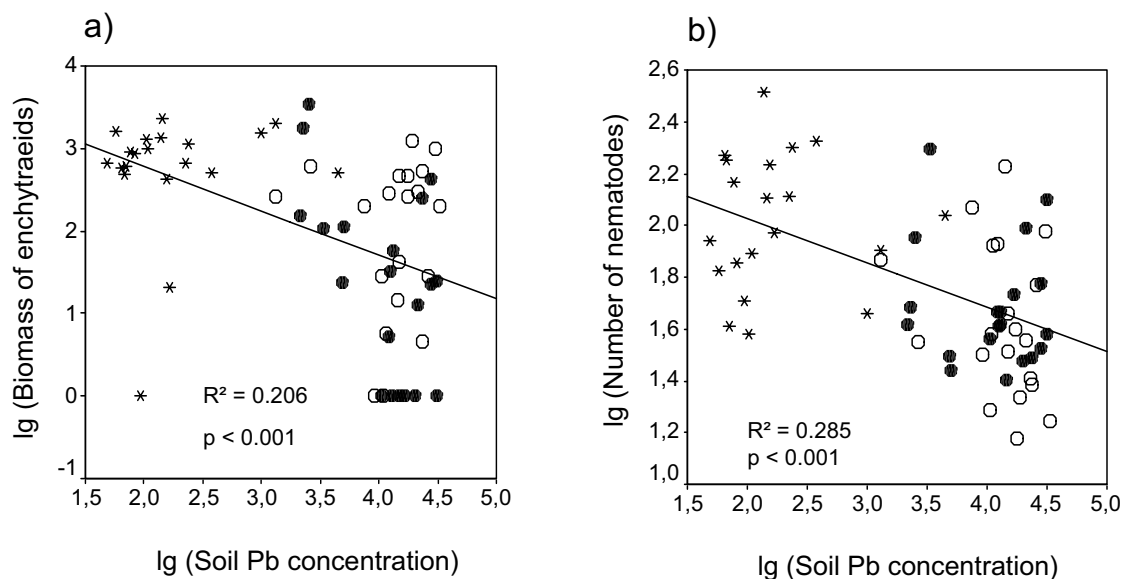 a)
lg (Biomass of enchytraeids)
4
3
2
1
0
-1
R² = 0.206
p < 0.001
1,5 2,0 2,5 3,0 3,5 4,0 4,5 5,0
lg (Soil Pb concentration)
b)
lg (Number of nematodes)
2,6
2,4
2,2
2,0
1,8
1,6
1,4
1,2
1,0
R² = 0.285
p < 0.001
1,5 2,0 2,5 3,0 3,5 4,0 4,5 5,0
lg (Soil Pb concentration)